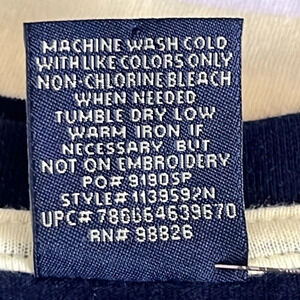 MACHINE WASH COLD
WITH LIKE COLORS ONLY
NON-CHLORINE BLEACH
WHEN NEEDED
TUMBLE DRY LOW
WARM IRON IF
NECESSARY BUT
NOT ON EMBROIDERY
PO# 9190SP
STYLE# 1139592N
UPC# 786664639670
RN# 98826